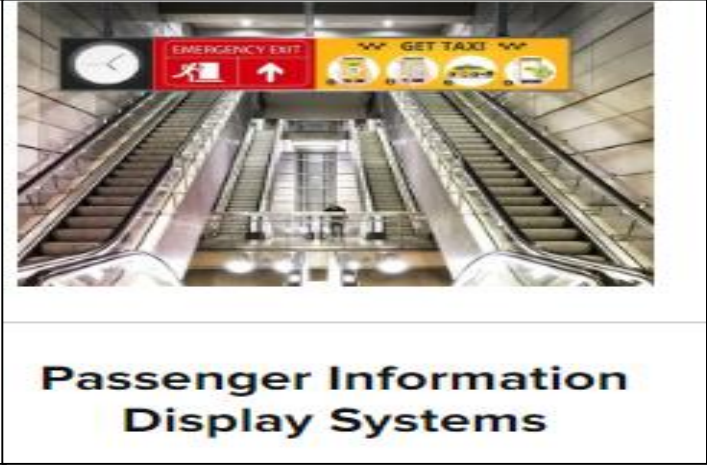 EMERGENCY EXIT
GET TAXI
Passenger Information
Display Systems